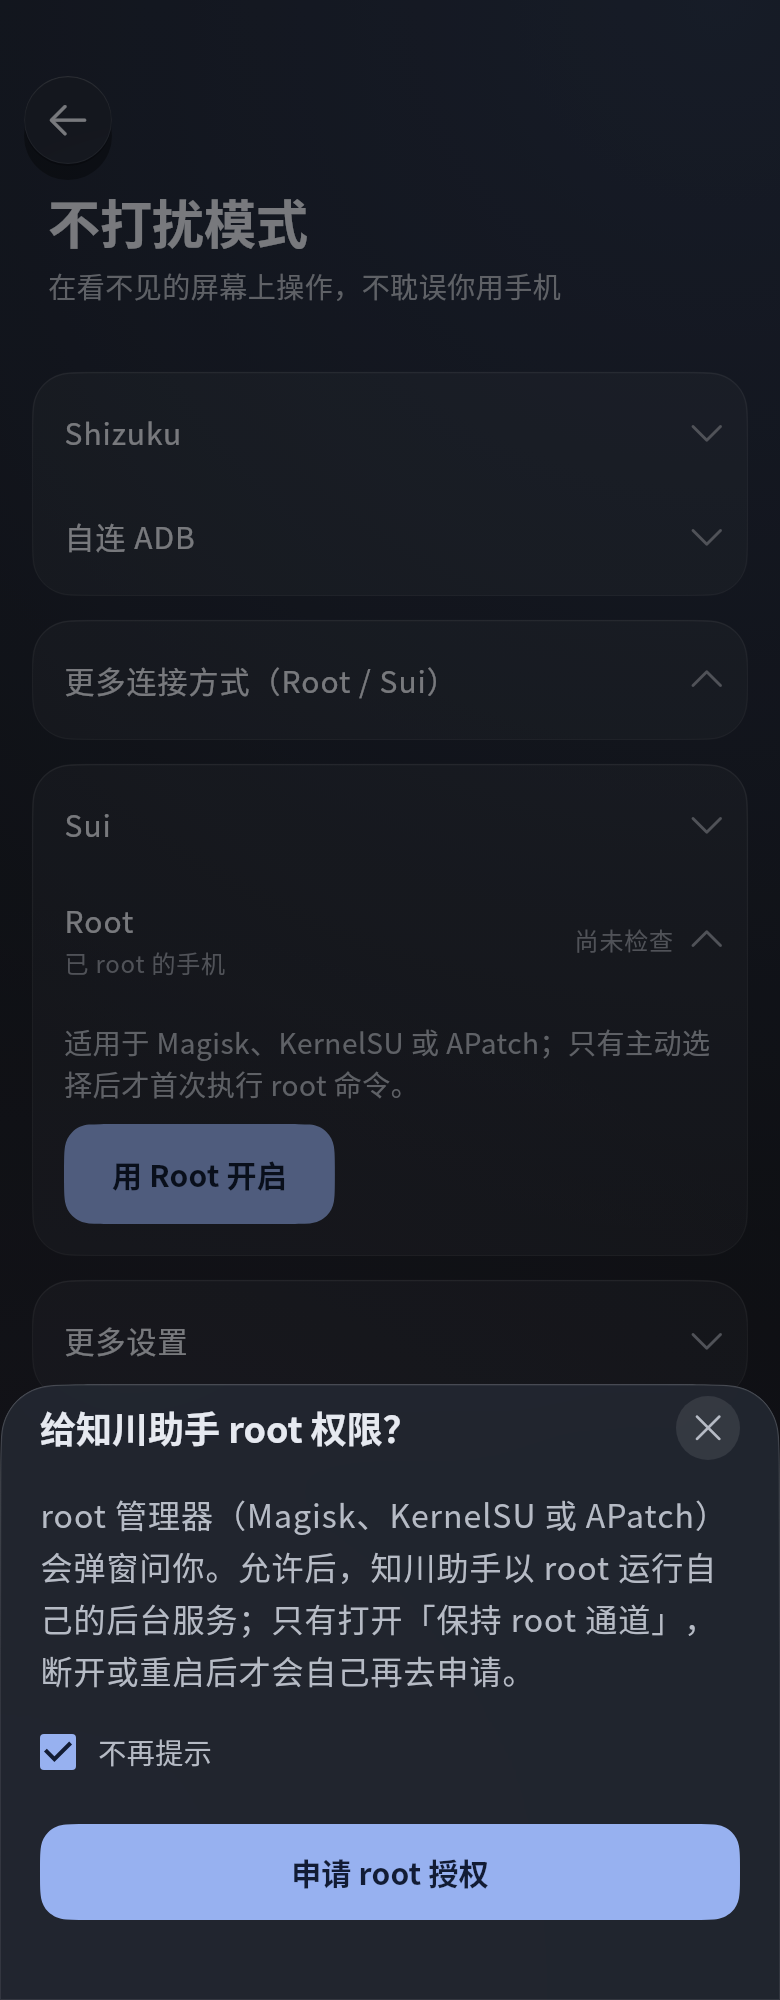 不打扰模式
在看不见的屏幕上操作，不耽误你用手机
Shizuku
自连 ADB
更多连接方式（Root / Sui）
Sui
Root
已 root 的手机
尚未检查
适用于 Magisk、KernelSU 或 APatch；只有主动选
择后才首次执行 root 命令。
用 Root 开启
更多设置
给知川助手 root 权限？
root 管理器（Magisk、KernelSU 或 APatch）
会弹窗问你。允许后，知川助手以 root 运行自
己的后台服务；只有打开「保持 root 通道」，
断开或重启后才会自己再去申请。
不再提示
申请 root 授权